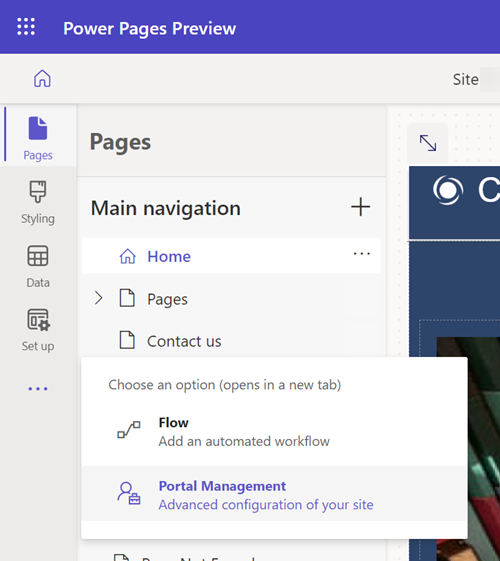 Power Pages Preview
Site
Pages
Pages
Main navigation
Styling
Home
Data
Pages
Set up
Contact us
Choose an option (opens in a new tab)
Flow
Add an automated workflow
Portal Management
Advanced configuration of your site